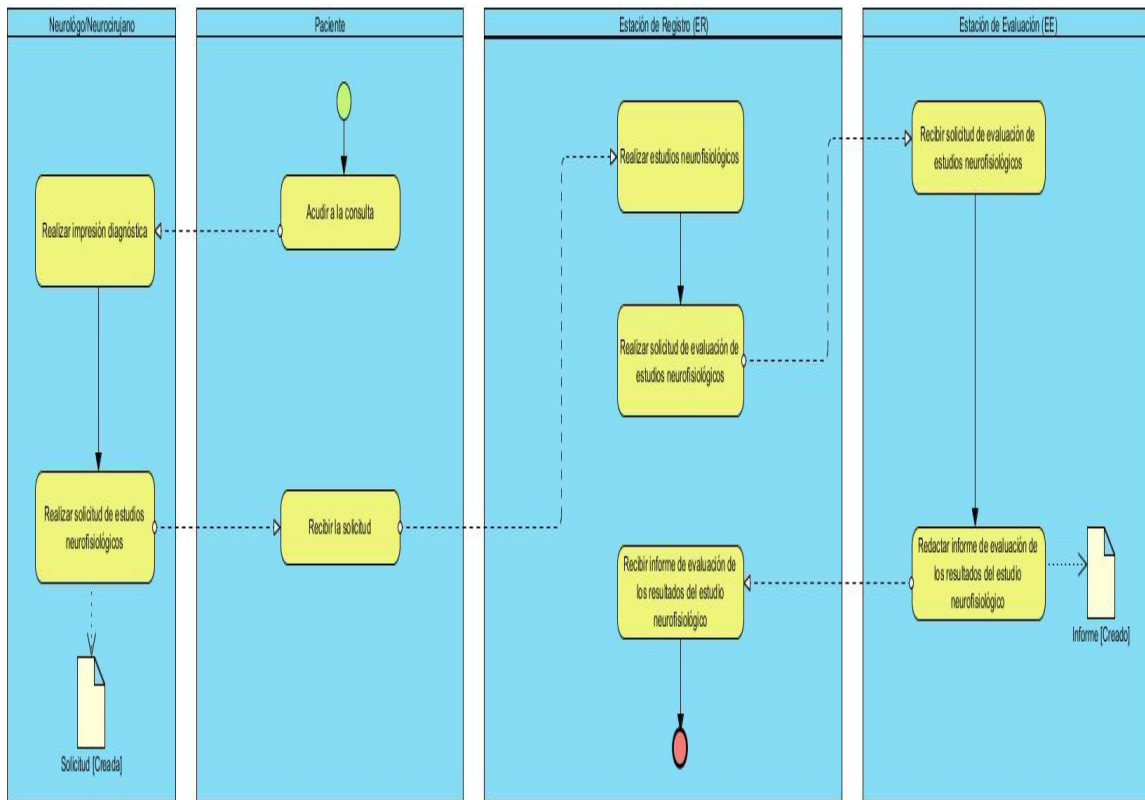 Neurológo/Neurocirujano
Paciente
Estación de Registro (ER)
Estación de Evaluación (EE)
Acudir a la consulta
Realizar impresión diagnóstica
Realizar solicitud de estudios
neurofisiológicos
Solicitud [Creada]
Recibir la solicitud
Realizar estudios neurofisiológicos
Realizar solicitud de evaluación de
estudios neurofisiológicos
Recibir solicitud de evaluación de
estudios neurofisiológicos
Redactar informe de evaluación de
los resultados del estudio
neurofisiológico
Informe [Creado]
Recibir informe de evaluación de
los resultados del estudio
neurofisiológico